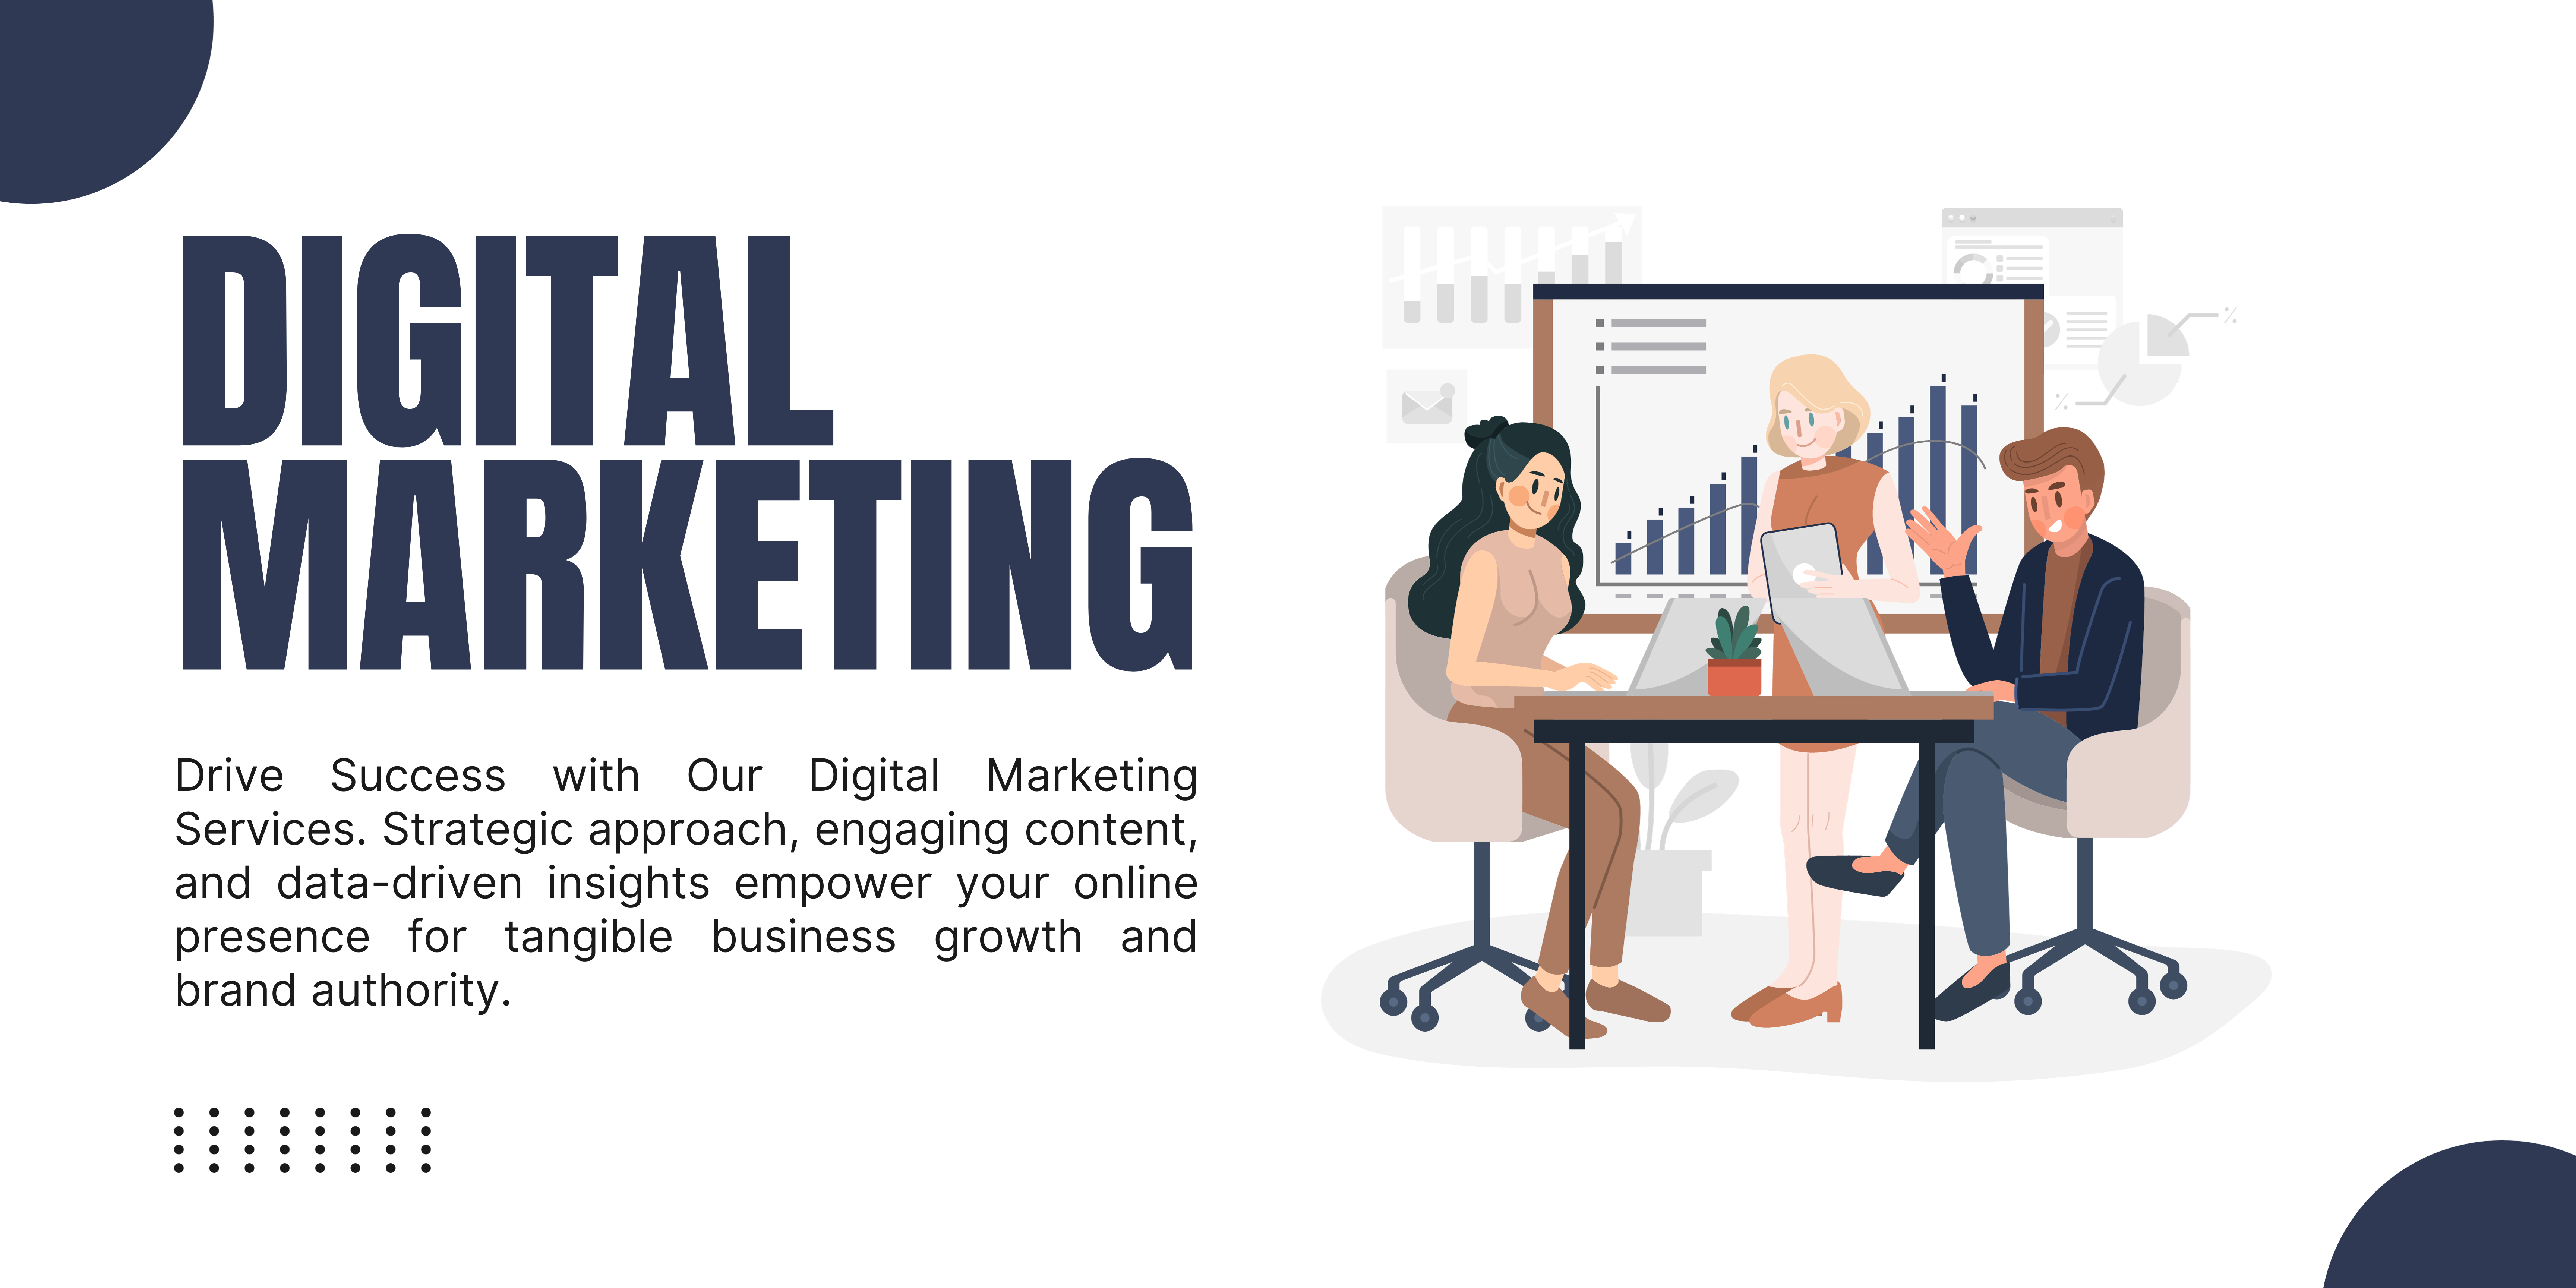 DIGITAL
MARKETING
Drive Success with Our Digital Marketing
Services. Strategic approach, engaging content,
and data-driven insights empower your online
presence for tangible business growth and
brand authority.
%
%